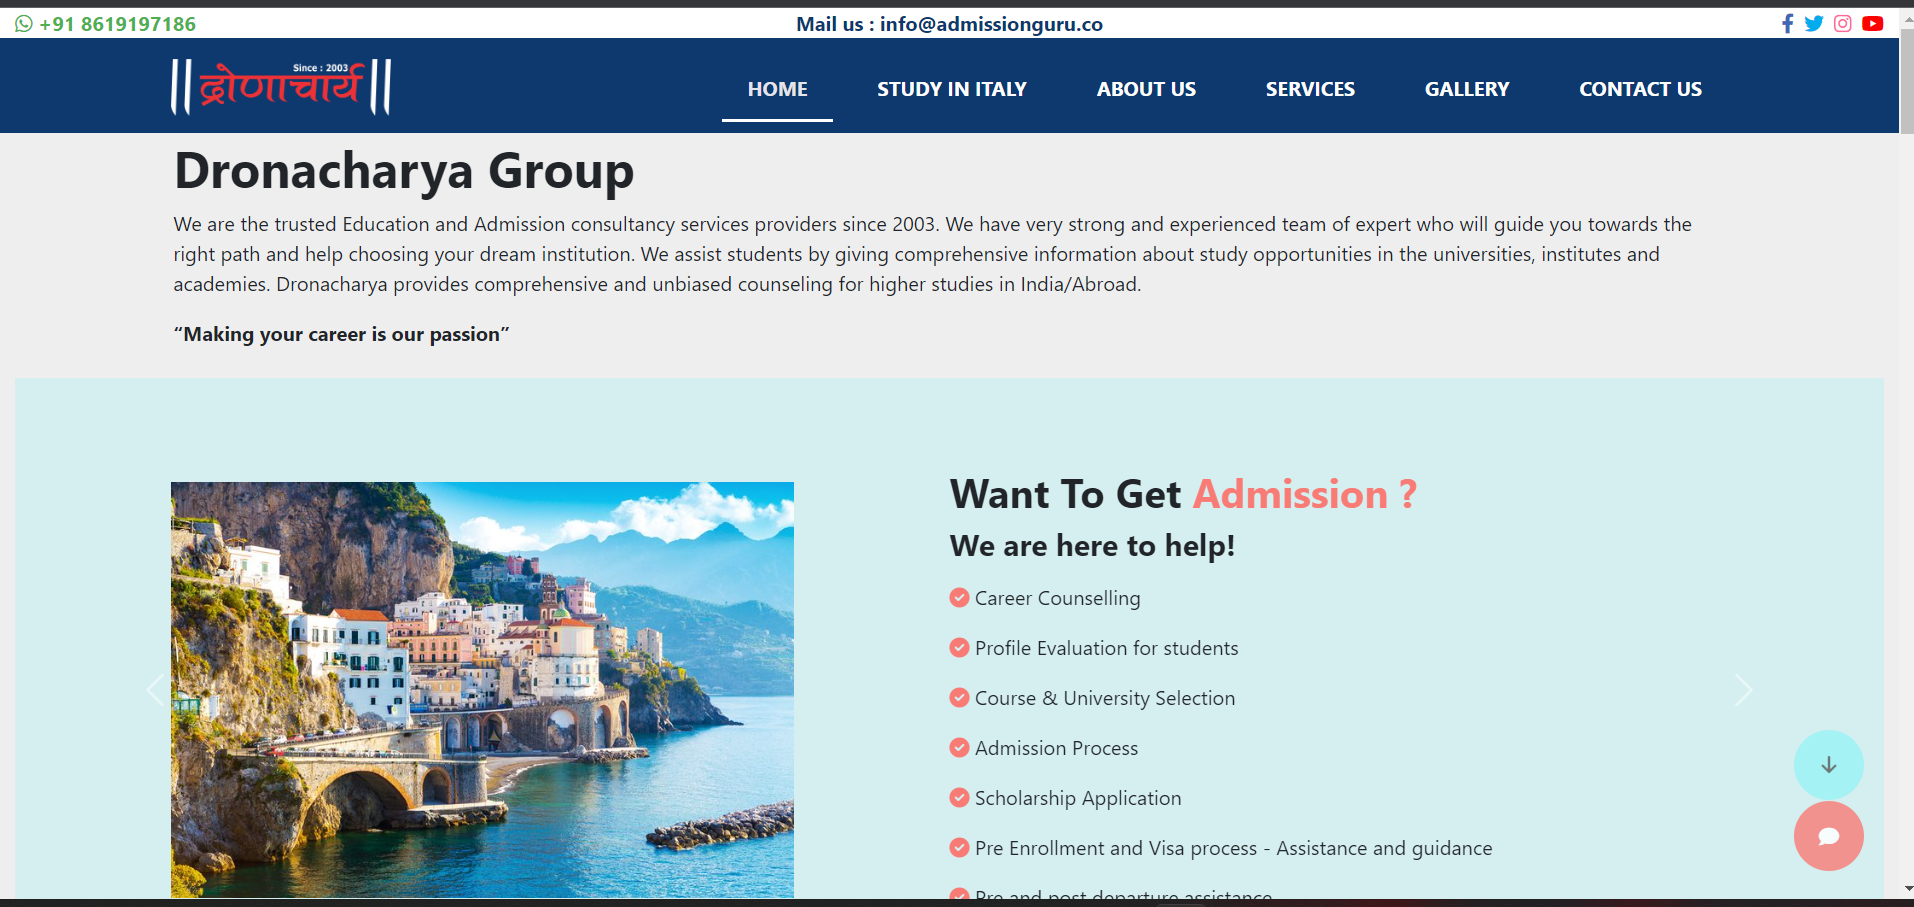 +91 8619197186
Mail us : info@admissionguru.co
Since : 2003
द्रोणाचार्य
HOME
STUDY IN ITALY
ABOUT US
SERVICES
GALLERY
CONTACT US
Dronacharya Group
We are the trusted Education and Admission consultancy services providers since 2003. We have very strong and experienced team of expert who will guide you towards the
right path and help choosing your dream institution. We assist students by giving comprehensive information about study opportunities in the universities, institutes and
academies. Dronacharya provides comprehensive and unbiased counseling for higher studies in India/Abroad.
“Making your career is our passion”
Want To Get Admission ?
We are here to help!
Career Counselling
Profile Evaluation for students
Course & University Selection
Admission Process
Scholarship Application
Pre Enrollment and Visa process - Assistance and guidance
Pre and post departure assistance